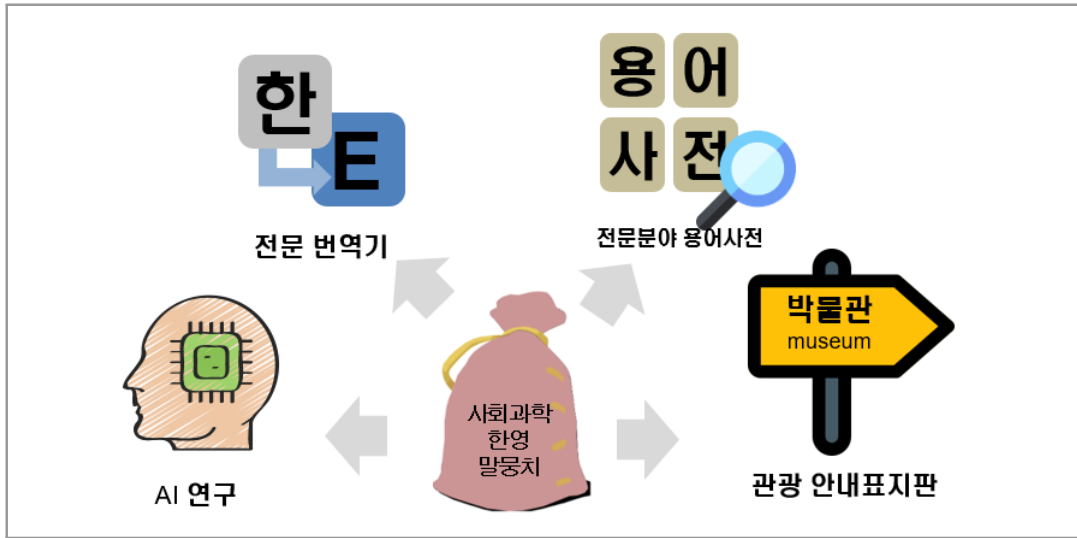 한
E
전문 번역기
용어
사전
전문분야 용어사전
AI 연구
사회과학
한영
말뭉치
박물관
museum
관광 안내표지판